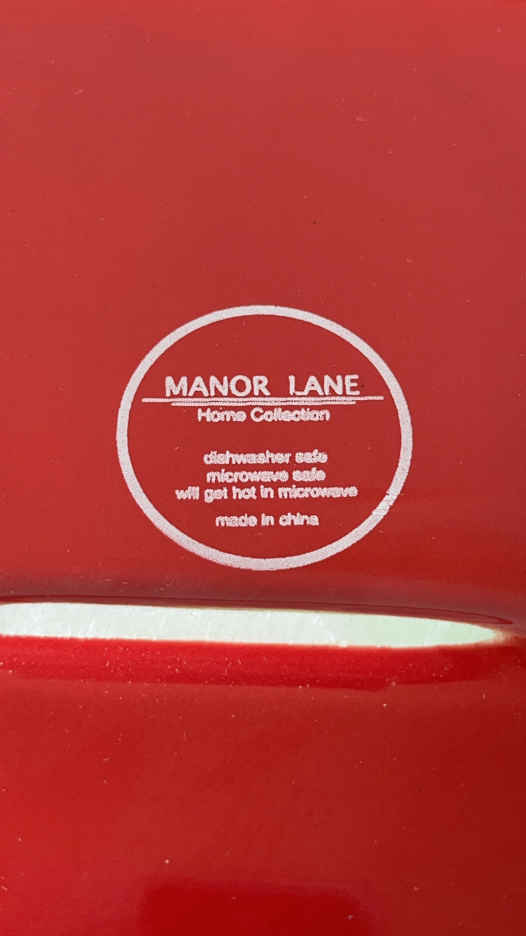 MANOR LANE
Home Collection
dishwasher safe
microwave safe
will get hot in microwave
made in china